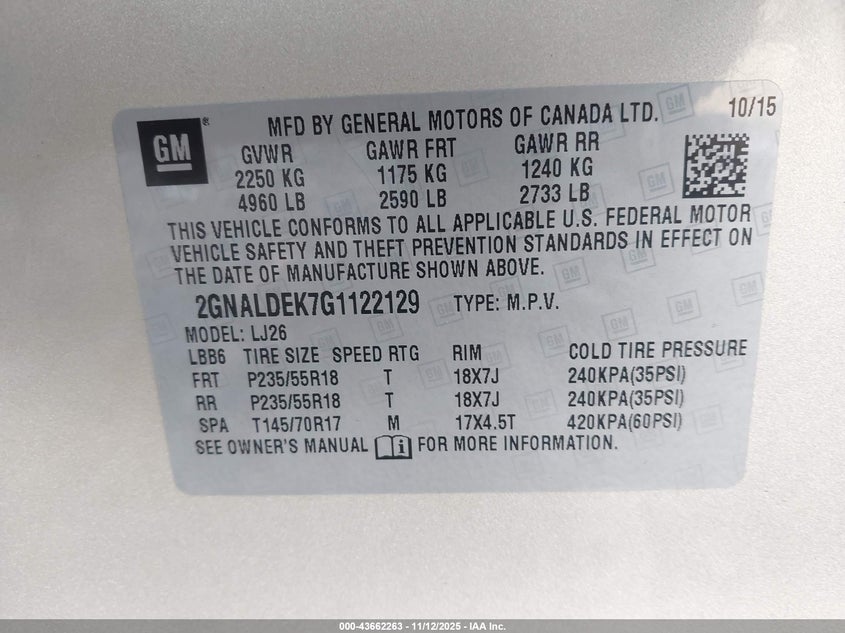 GM
MFD BY GENERAL MOTORS OF CANADA LTD. 10/15
GVWR GAWR FRT GAWR RR
2250 KG 1175 KG 1240 KG
4960 LB 2590 LB 2733 LB
THIS VEHICLE CONFORMS TO ALL APPLICABLE U.S. FEDERAL MOTOR
VEHICLE SAFETY AND THEFT PREVENTION STANDARDS IN EFFECT ON
THE DATE OF MANUFACTURE SHOWN ABOVE.
2GNALDEK7G1122129 TYPE: M.P.V.
MODEL: LJ26
LBB6 TIRE SIZE SPEED RTG RIM COLD TIRE PRESSURE
FRT P235/55R18 T 18X7J 240KPA(35PSI)
RR P235/55R18 T 18X7J 240KPA(35PSI)
SPA T145/70R17 M 17X4.5T 420KPA(60PSI)
SEE OWNER'S MANUAL FOR MORE INFORMATION.
000-43662263 - 11/12/2025 - IAA Inc.